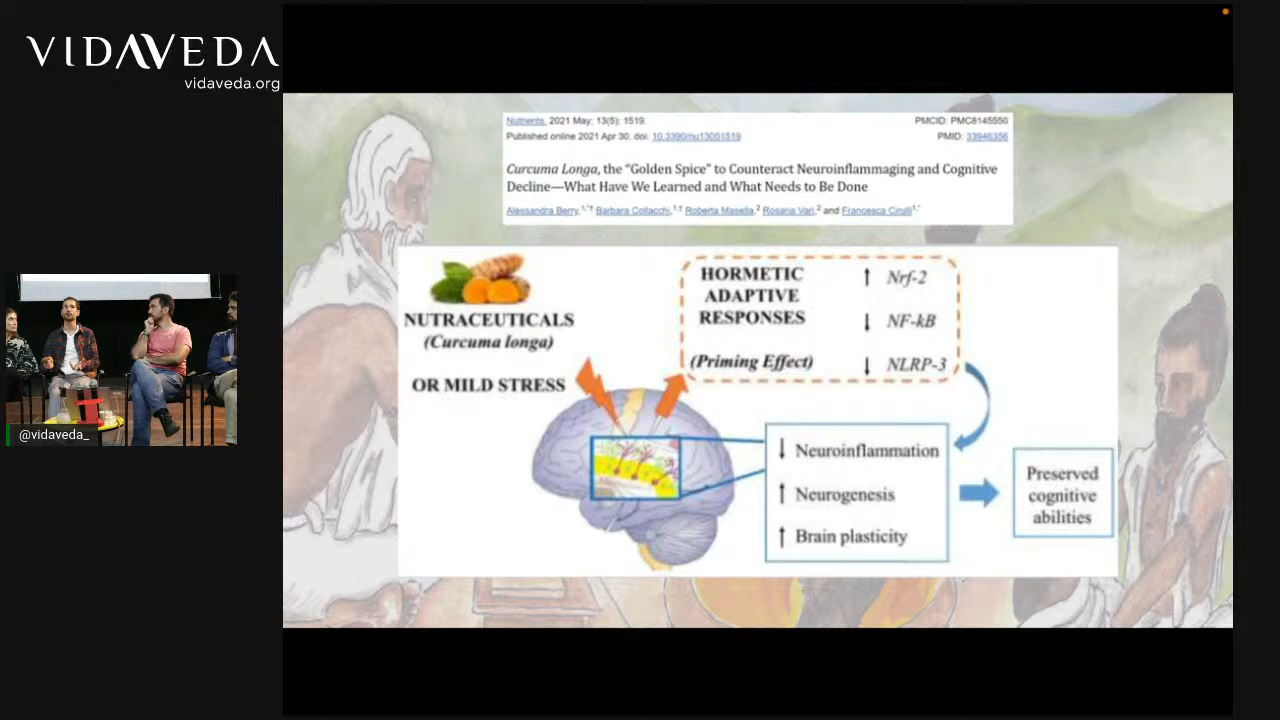 VIDAVEDA
vidaveda.org
@vidaveda_
Nutrients. 2021 May; 13(5): 1519.
PMCID: PMC8145550
Published online 2021 Apr 30. doi: 10.3390/nu13051519
PMID: 33946356
Curcuma Longa, the “Golden Spice” to Counteract Neuroinflammaging and Cognitive
Decline—What Have We Learned and What Needs to Be Done
Alessandra Berry,1,*† Barbara Collacchi,1,† Roberta Masella,2 Rosaria Varì,2 and Francesca Cirulli1,*
NUTRACEUTICALS
(Curcuma longa)
OR MILD STRESS
HORMETIC
ADAPTIVE
RESPONSES
(Priming Effect)
↑ Nrf-2
↓ NF-kB
↓ NLRP-3
↓ Neuroinflammation
↑ Neurogenesis
↑ Brain plasticity
Preserved
cognitive
abilities